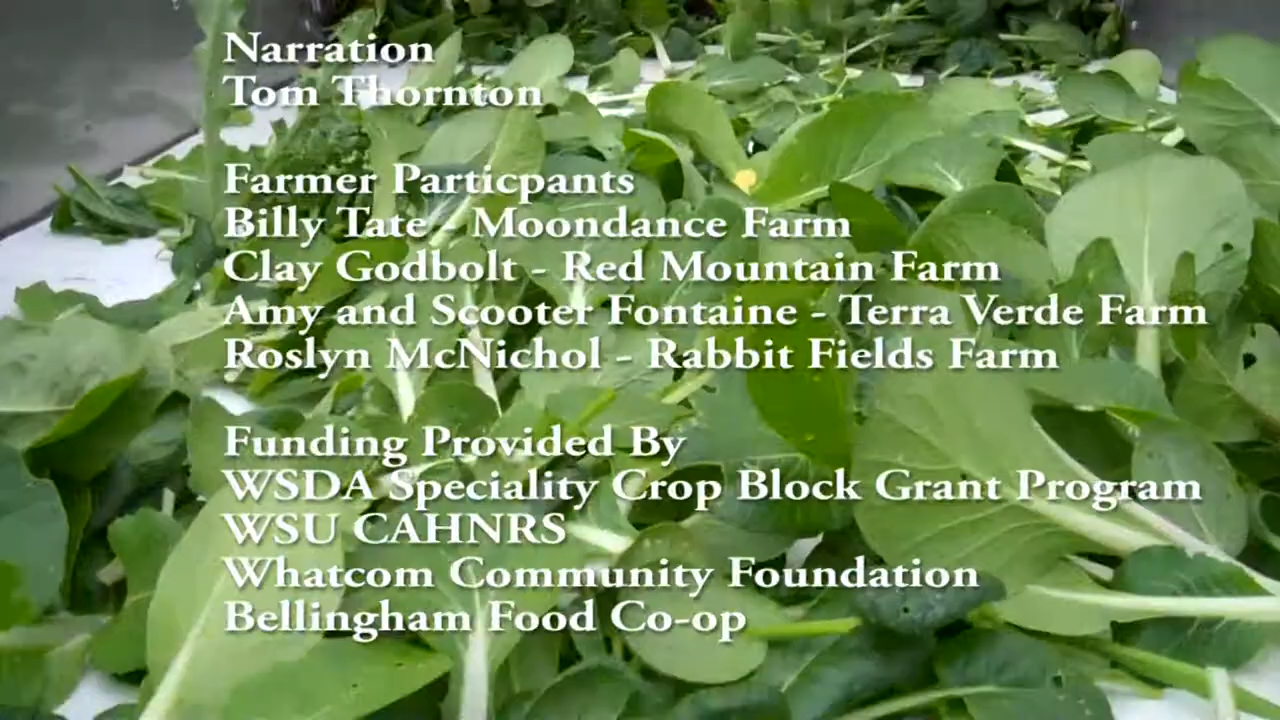 Narration
Tom Thornton
Farmer Particpants
Billy Tate - Moondance Farm
Clay Godbolt - Red Mountain Farm
Amy and Scooter Fontaine - Terra Verde Farm
Roslyn McNichol - Rabbit Fields Farm
Funding Provided By
WSDA Speciality Crop Block Grant Program
WSU CAHNRS
Whatcom Community Foundation
Bellingham Food Co-op